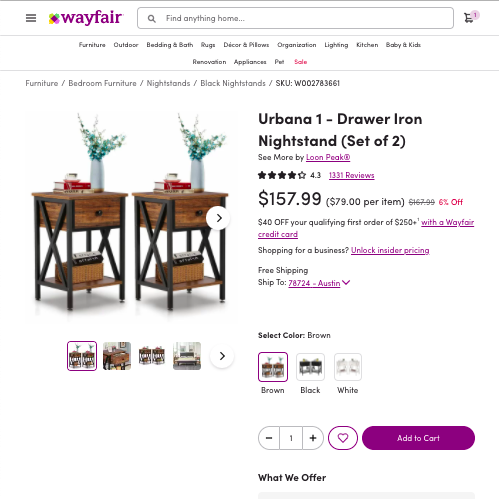 wayfair
Find anything home...
1
Furniture Outdoor Bedding & Bath Rugs Décor & Pillows Organization Lighting Kitchen Baby & Kids
Renovation Appliances Pet Sale
Furniture / Bedroom Furniture / Nightstands / Black Nightstands / SKU: W002783661
Urbana 1 - Drawer Iron
Nightstand (Set of 2)
See More by Loon Peak®
4.3 1331 Reviews
$157.99 ($79.00 per item) $167.99 6% Off
$40 OFF your qualifying first order of $250+¹ with a Wayfair
credit card
Shopping for a business? Unlock insider pricing
Free Shipping
Ship To: 78724 - Austin
Select Color: Brown
Brown Black White
− 1 + Add to Cart
What We Offer